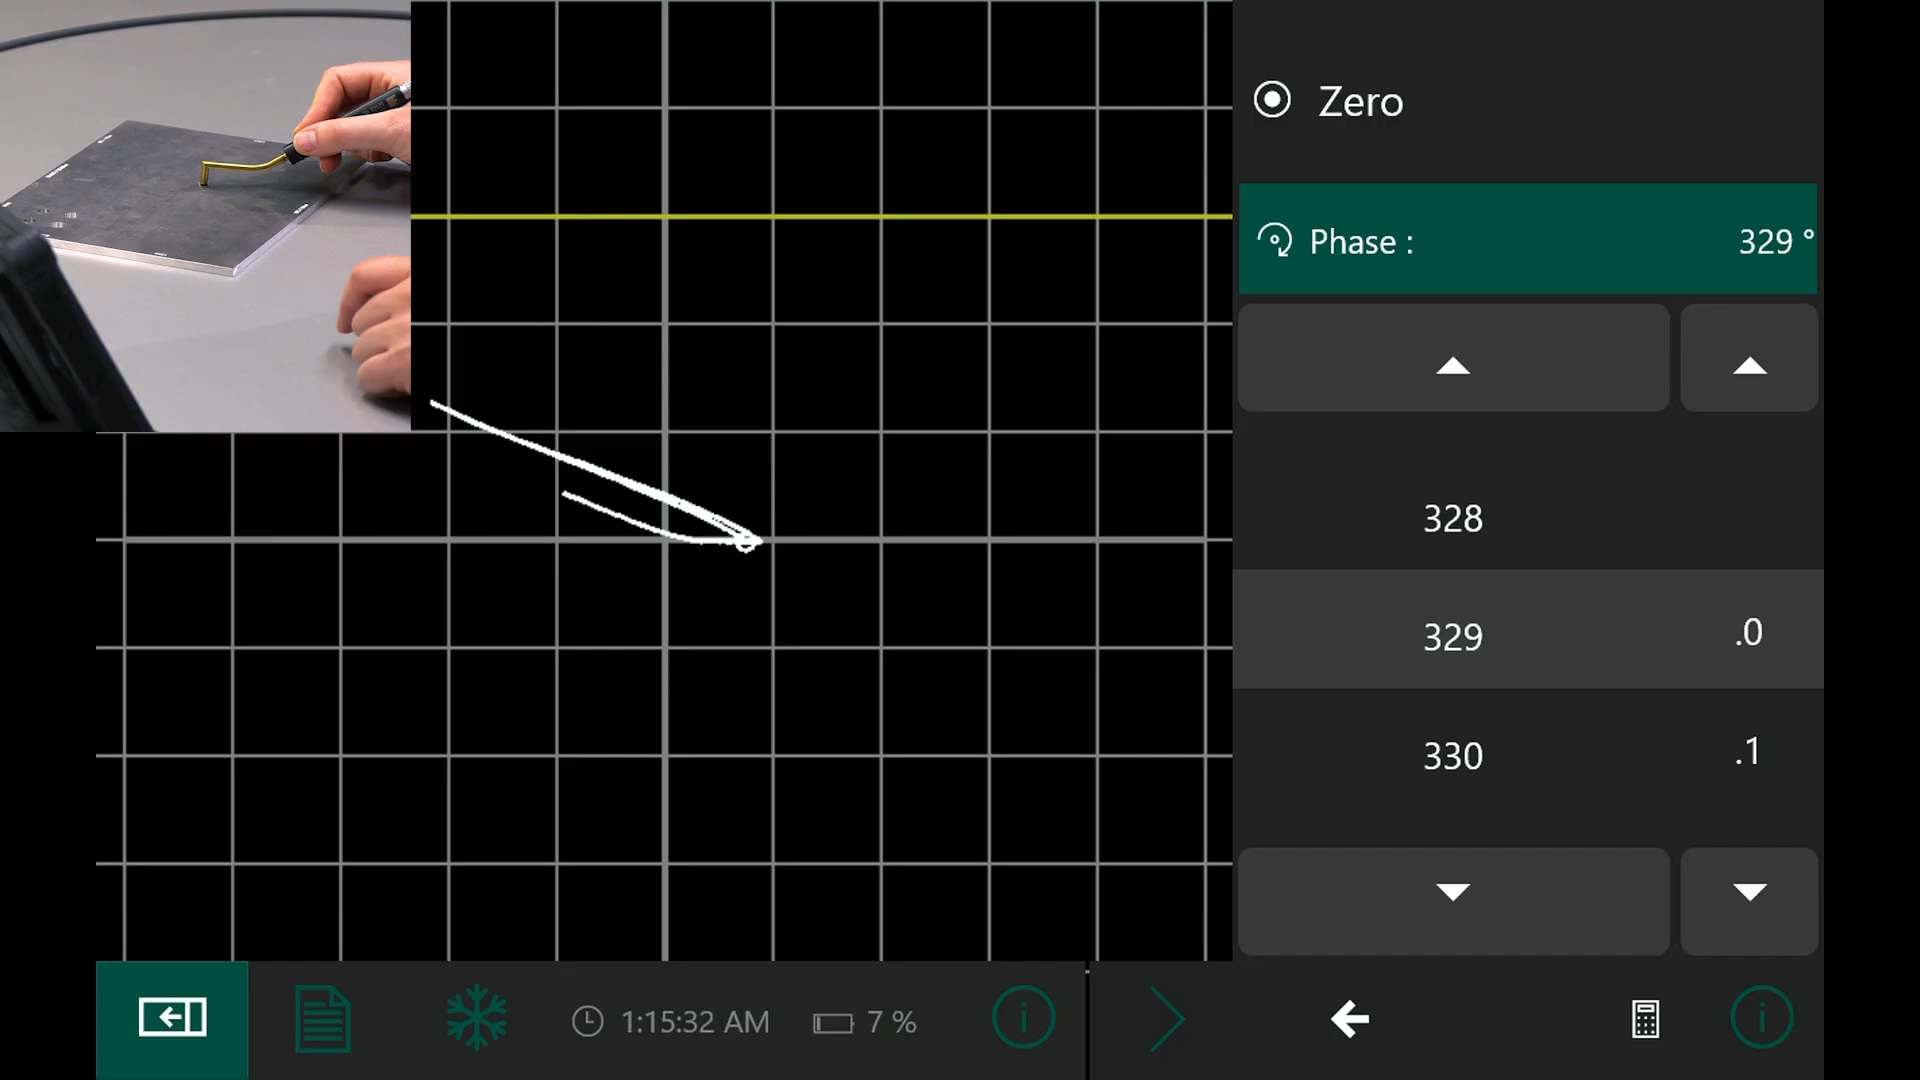 Zero
Phase : 329 °
328
329 .0
330 .1
1:15:32 AM 7 %